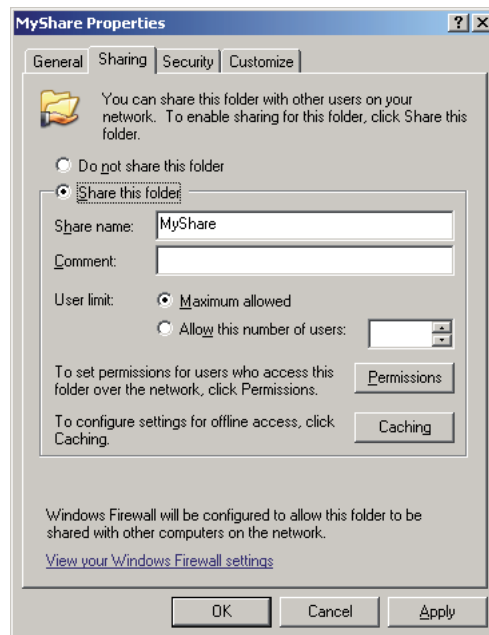 MyShare Properties
General Sharing Security Customize
You can share this folder with other users on your
network. To enable sharing for this folder, click Share this
folder.
Do not share this folder
Share this folder
Share name: MyShare
Comment:
User limit: Maximum allowed
Allow this number of users:
To set permissions for users who access this
folder over the network, click Permissions.
Permissions
To configure settings for offline access, click
Caching.
Caching
Windows Firewall will be configured to allow this folder to be
shared with other computers on the network.
View your Windows Firewall settings
OK Cancel Apply